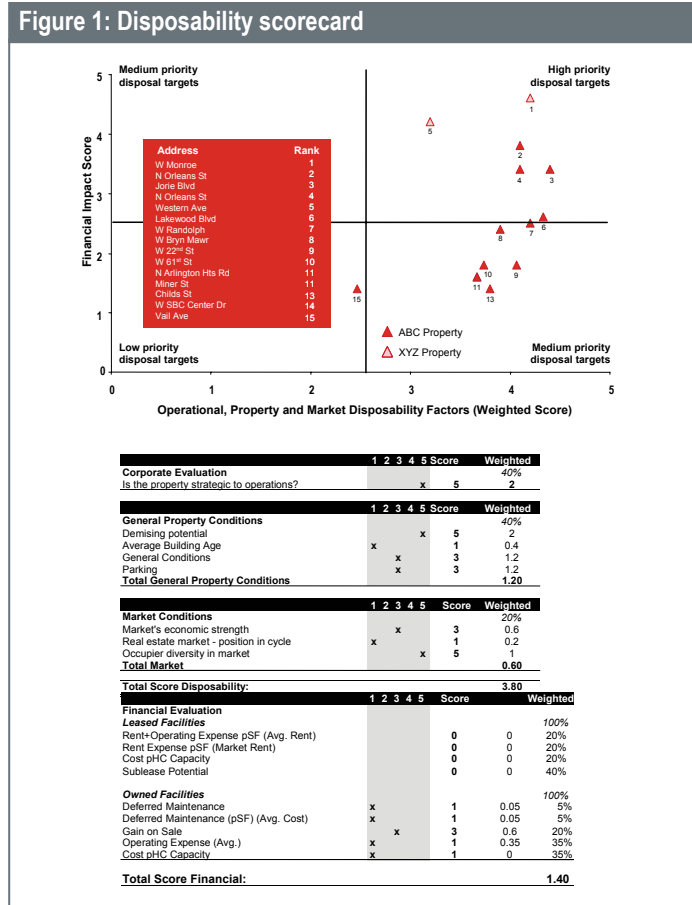 Figure 1: Disposability scorecard
Medium priority
disposal targets
High priority
disposal targets
Financial Impact Score
5
4
3
2
1
0
Address Rank
W Monroe 1
N Orleans St 2
Jorie Blvd 3
N Orleans St 4
Western Ave 5
Lakewood Blvd 6
W Randolph 7
W Bryn Mawr 8
W 22nd St 9
W 61st St 10
N Arlington Hts Rd 11
Miner St 11
Childs St 13
W SBC Center Dr 14
Vail Ave 15
1
5
2
4
3
6
7
8
10
9
11
13
15
ABC Property
XYZ Property
Low priority
disposal targets
Medium priority
disposal targets
0 1 2 3 4 5
Operational, Property and Market Disposability Factors (Weighted Score)
1 2 3 4 5 Score Weighted
Corporate Evaluation 40%
Is the property strategic to operations? x 5 2
1 2 3 4 5 Score Weighted
General Property Conditions 40%
Demising potential x 5 2
Average Building Age x 1 0.4
General Conditions x 3 1.2
Parking x 3 1.2
Total General Property Conditions 1.20
1 2 3 4 5 Score Weighted
Market Conditions 20%
Market's economic strength x 3 0.6
Real estate market - position in cycle x 1 0.2
Occupier diversity in market x 5 1
Total Market 0.60
Total Score Disposability: 3.80
1 2 3 4 5 Score Weighted
Financial Evaluation
Leased Facilities 100%
Rent+Operating Expense pSF (Avg. Rent) 0 0 20%
Rent Expense pSF (Market Rent) 0 0 20%
Cost pHC Capacity 0 0 20%
Sublease Potential 0 0 40%
Owned Facilities 100%
Deferred Maintenance x 1 0.05 5%
Deferred Maintenance (pSF) (Avg. Cost) x 1 0.05 5%
Gain on Sale x 3 0.6 20%
Operating Expense (Avg.) x 1 0.35 35%
Cost pHC Capacity x 1 0 35%
Total Score Financial: 1.40